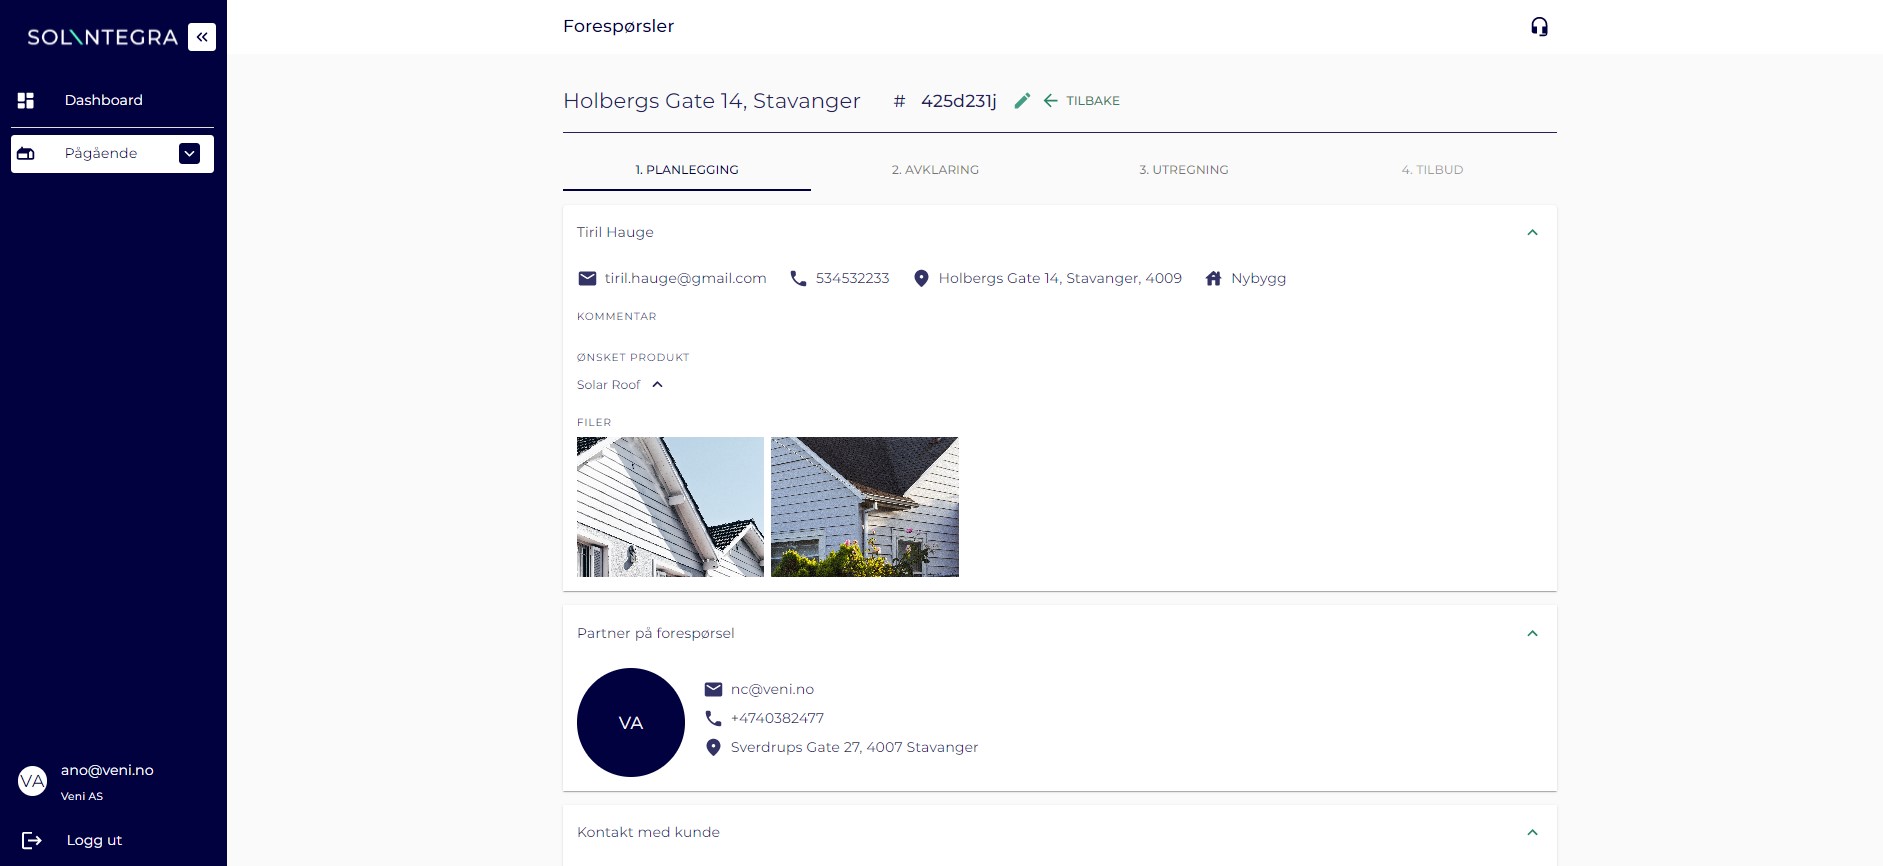 SOLINTEGRA
Dashboard
Pågående
ano@veni.no
VA
Veni AS
Logg ut
Forespørsler
Holbergs Gate 14, Stavanger # 425d231j TILBAKE
1. PLANLEGGING 2. AVKLARING 3. UTREGNING 4. TILBUD
Tiril Hauge
tiril.hauge@gmail.com 534532233 Holbergs Gate 14, Stavanger, 4009 Nybygg
KOMMENTAR
ØNSKET PRODUKT
Solar Roof
FILER
Partner på forespørsel
VA
nc@veni.no
+4740382477
Sverdrups Gate 27, 4007 Stavanger
Kontakt med kunde